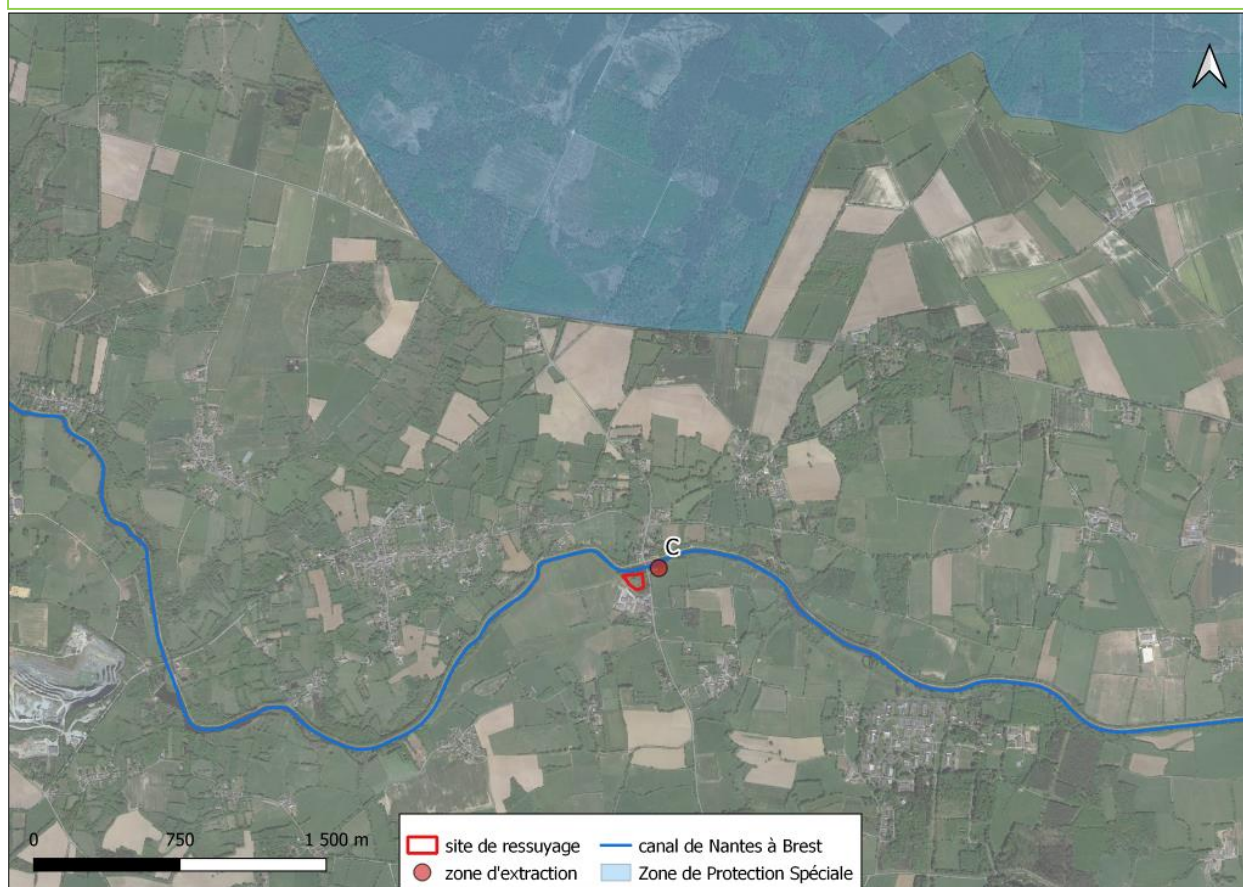 C
0 750 1 500 m
site de ressuyage canal de Nantes à Brest
zone d'extraction Zone de Protection Spéciale